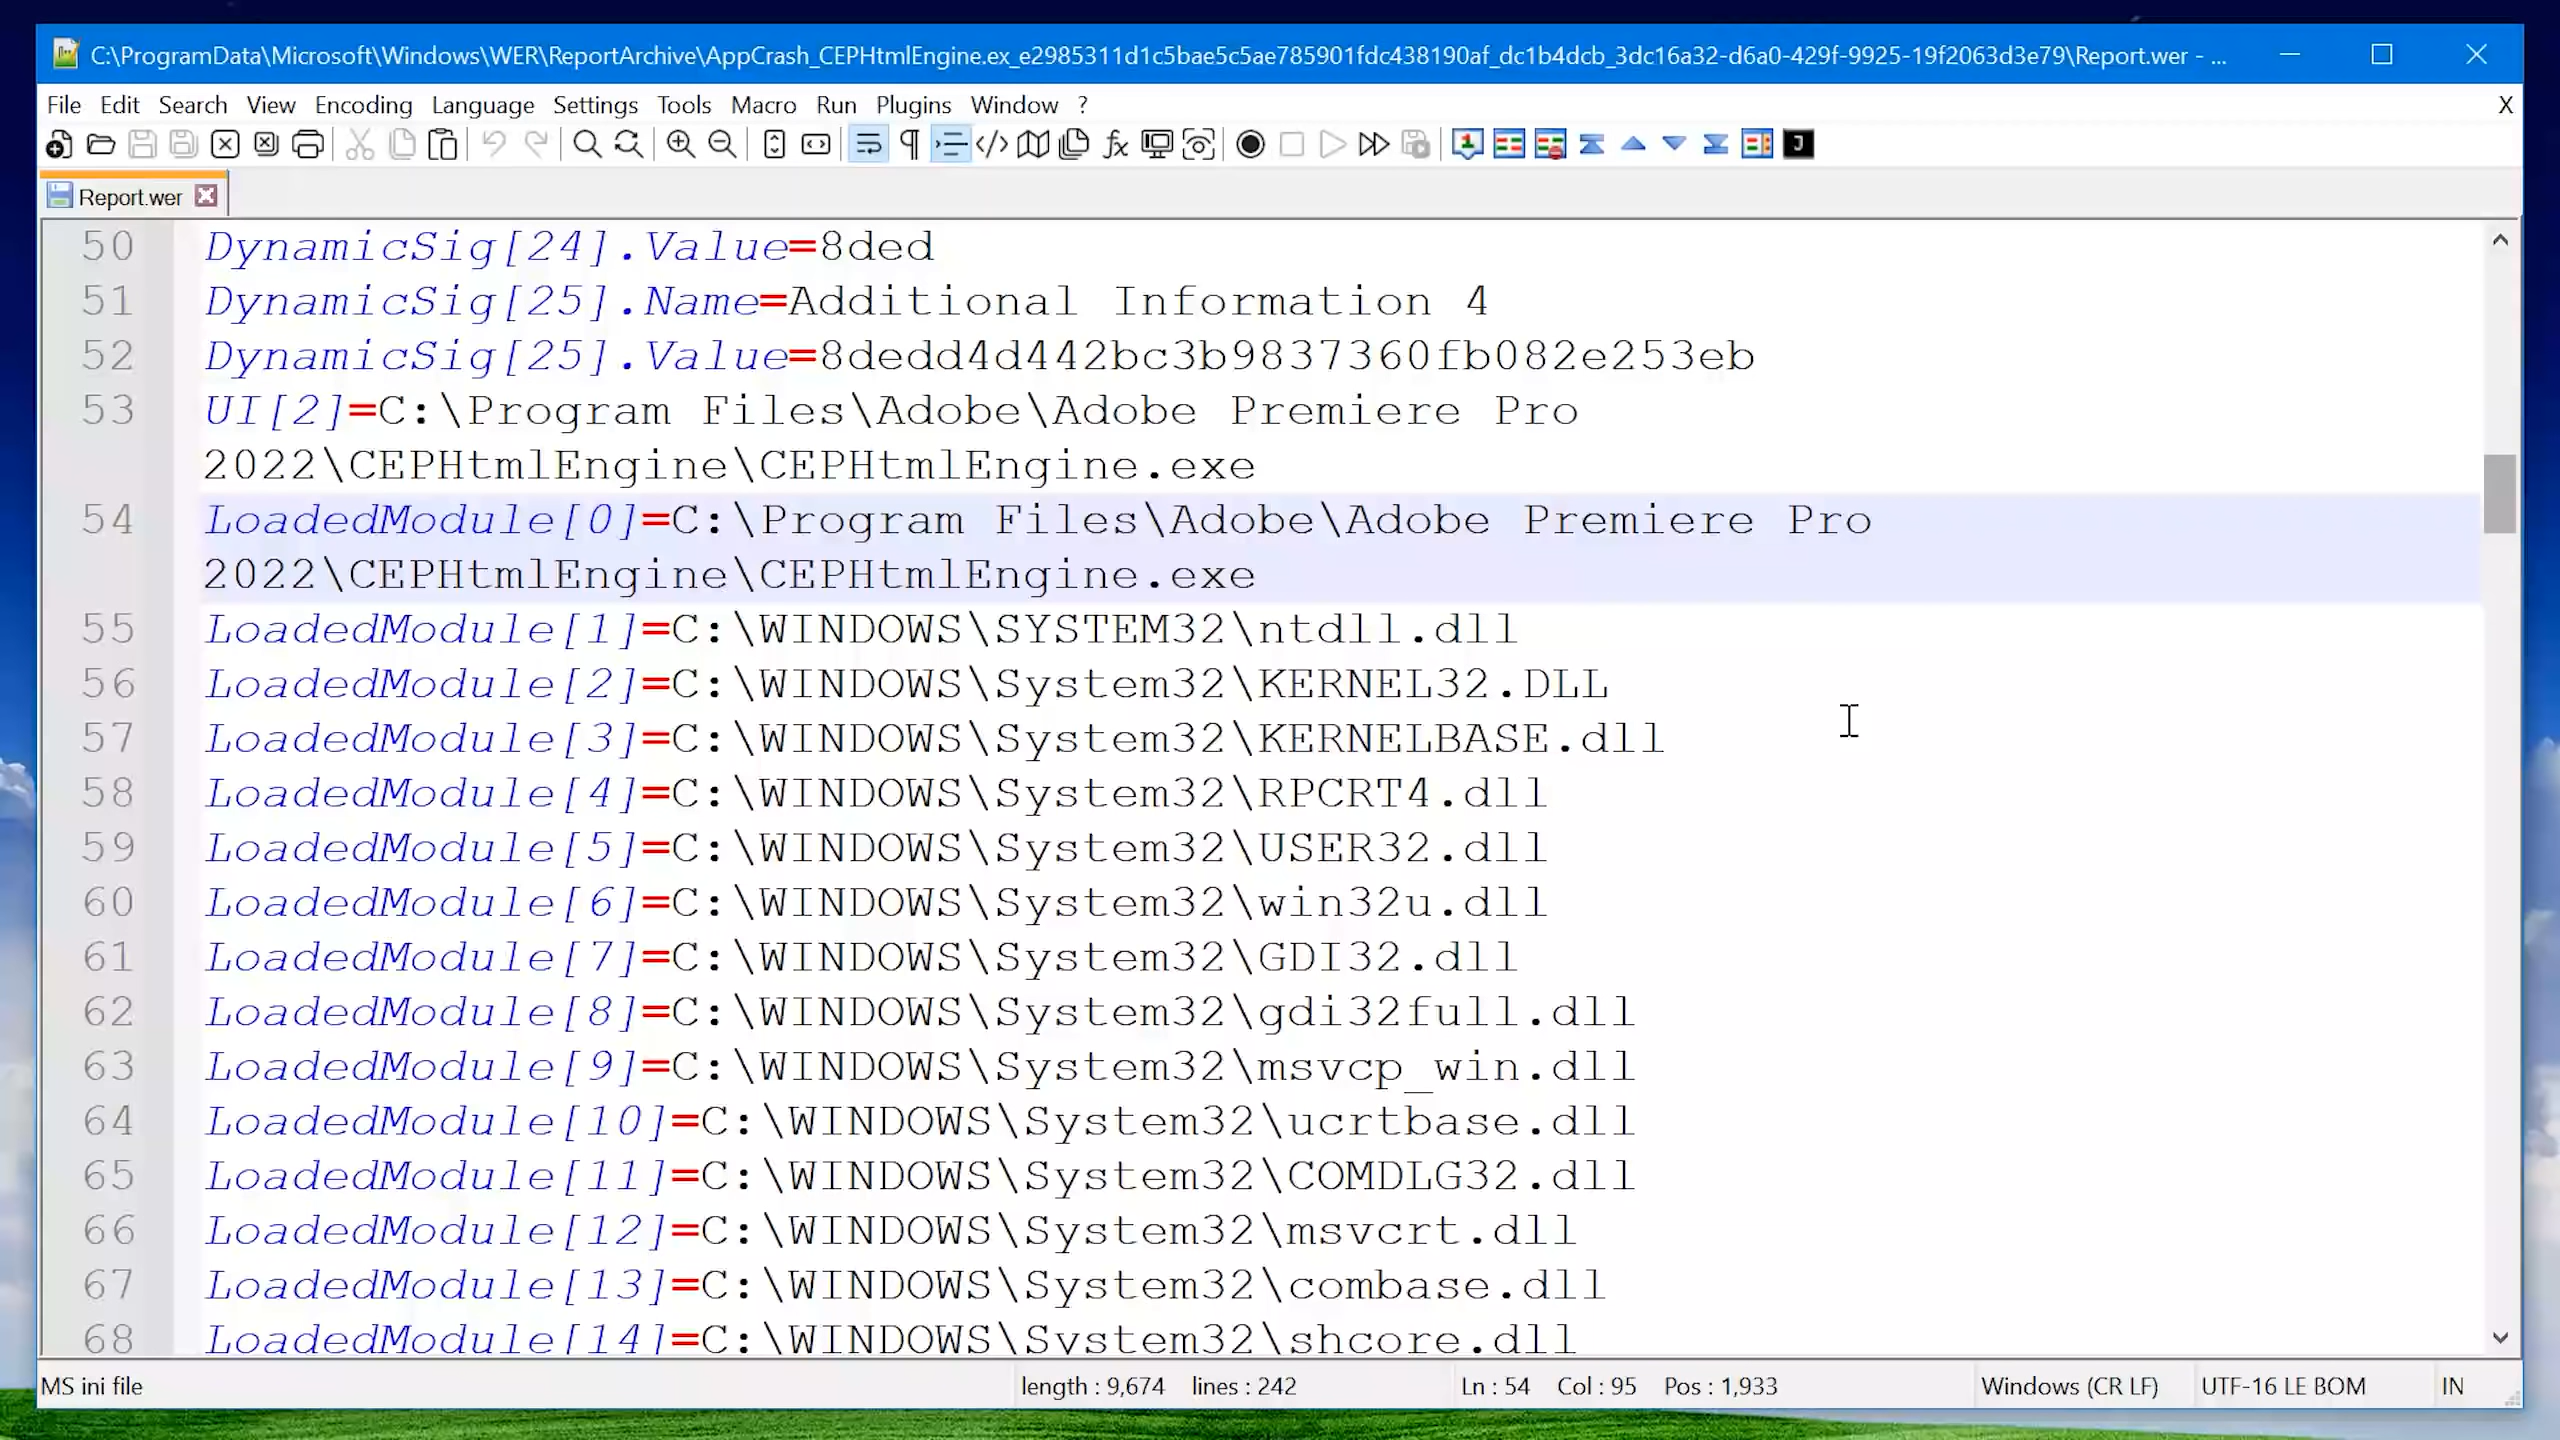 C:\ProgramData\Microsoft\Windows\WER\ReportArchive\AppCrash_CEPHtmlEngine.ex_e2985311d1c5bae5c5ae785901fdc438190af_dc1b4dcb_3dc16a32-d6a0-429f-9925-19f2063d3e79\Report.wer - ...
File Edit Search View Encoding Language Settings Tools Macro Run Plugins Window ? X
Report.wer
50 DynamicSig[24].Value=8ded
51 DynamicSig[25].Name=Additional Information 4
52 DynamicSig[25].Value=8dedd4d442bc3b9837360fb082e253eb
53 UI[2]=C:\Program Files\Adobe\Adobe Premiere Pro
2022\CEPHtmlEngine\CEPHtmlEngine.exe
54 LoadedModule[0]=C:\Program Files\Adobe\Adobe Premiere Pro
2022\CEPHtmlEngine\CEPHtmlEngine.exe
55 LoadedModule[1]=C:\WINDOWS\SYSTEM32\ntdll.dll
56 LoadedModule[2]=C:\WINDOWS\System32\KERNEL32.DLL
57 LoadedModule[3]=C:\WINDOWS\System32\KERNELBASE.dll
58 LoadedModule[4]=C:\WINDOWS\System32\RPCRT4.dll
59 LoadedModule[5]=C:\WINDOWS\System32\USER32.dll
60 LoadedModule[6]=C:\WINDOWS\System32\win32u.dll
61 LoadedModule[7]=C:\WINDOWS\System32\GDI32.dll
62 LoadedModule[8]=C:\WINDOWS\System32\gdi32full.dll
63 LoadedModule[9]=C:\WINDOWS\System32\msvcp_win.dll
64 LoadedModule[10]=C:\WINDOWS\System32\ucrtbase.dll
65 LoadedModule[11]=C:\WINDOWS\System32\COMDLG32.dll
66 LoadedModule[12]=C:\WINDOWS\System32\msvcrt.dll
67 LoadedModule[13]=C:\WINDOWS\System32\combase.dll
68 LoadedModule[14]=C:\WINDOWS\System32\shcore.dll
MS ini file length : 9,674 lines : 242 Ln : 54 Col : 95 Pos : 1,933 Windows (CR LF) UTF-16 LE BOM IN